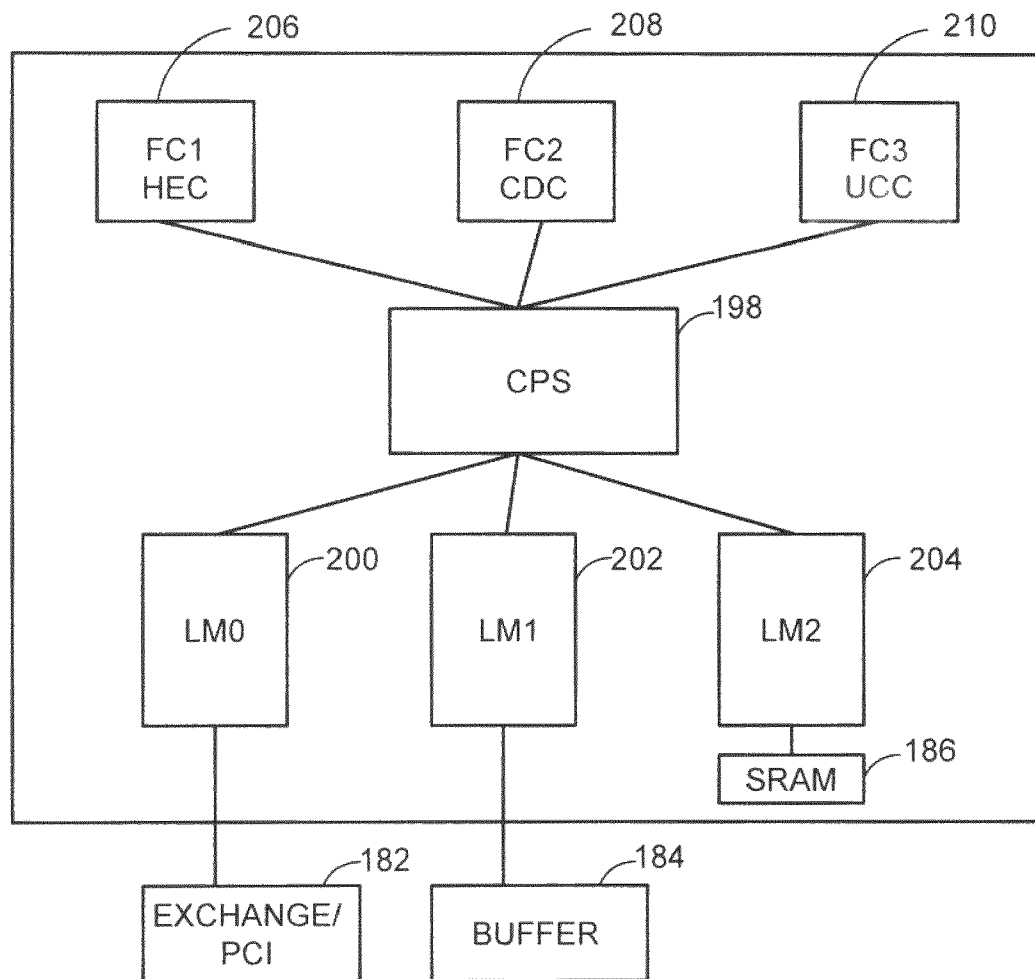 206
208
210
FC1
HEC
FC2
CDC
FC3
UCC
198
CPS
200
202
204
LM0
LM1
LM2
186
SRAM
182
184
EXCHANGE/
PCI
BUFFER